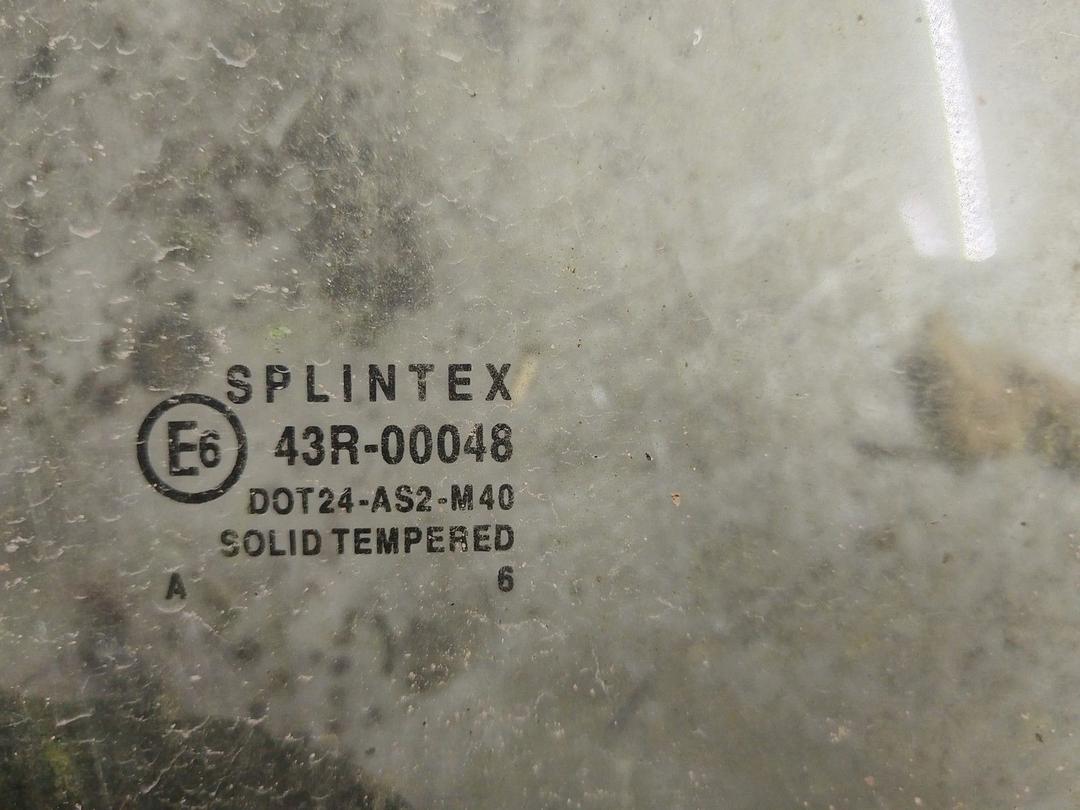 SPLINTEX
E6 43R-00048
DOT24-AS2-M40
SOLID TEMPERED
A 6